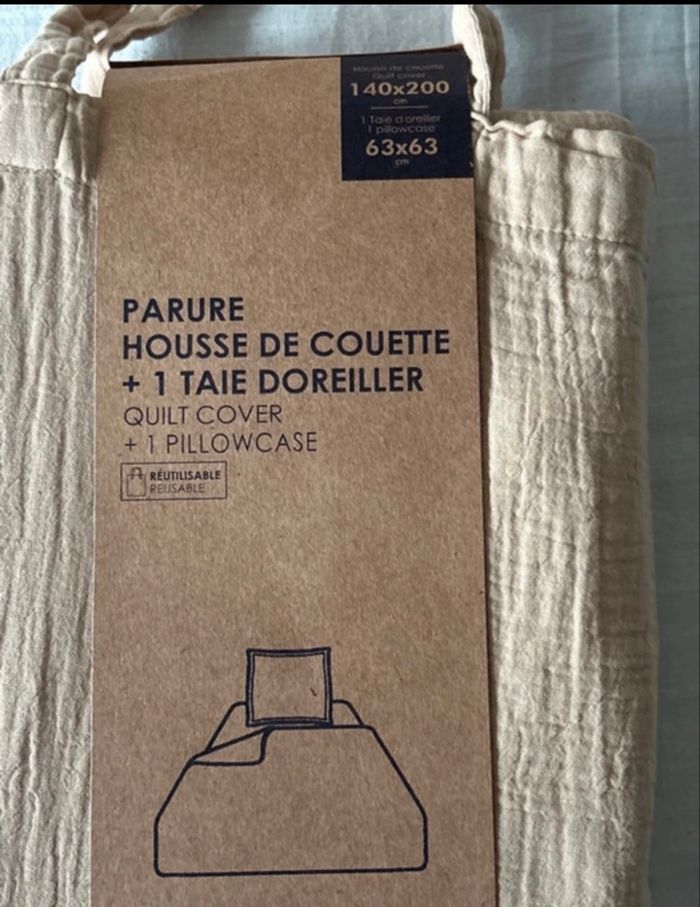 Housse de couette
Quilt cover
140x200
cm
1 Taie d oreiller
1 pillowcase
63x63
cm
PARURE
HOUSSE DE COUETTE
+ 1 TAIE DOREILLER
QUILT COVER
+ 1 PILLOWCASE
RÉUTILISABLE
REUSABLE